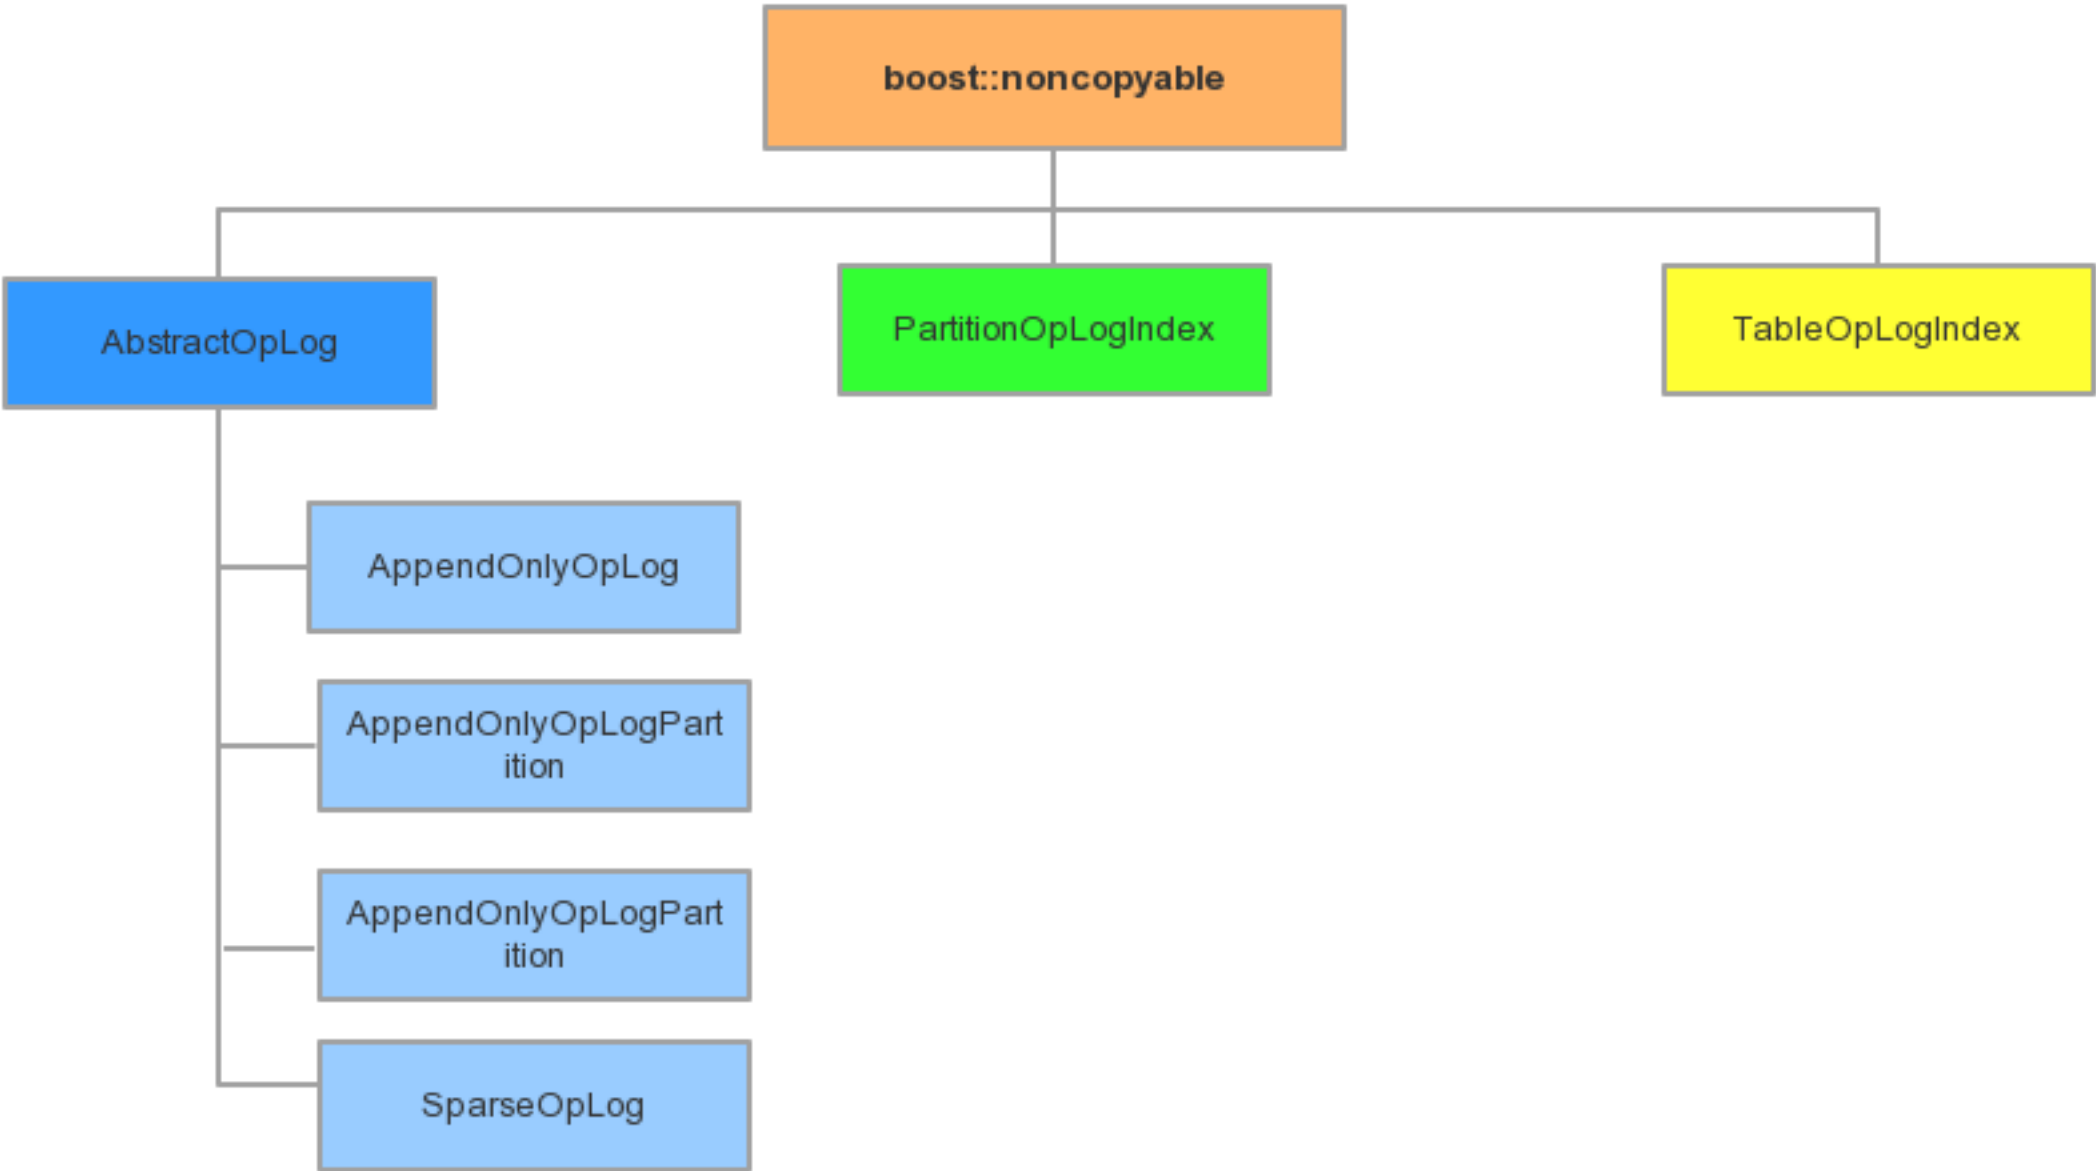 boost::noncopyable
AbstractOpLog
PartitionOpLogIndex
TableOpLogIndex
AppendOnlyOpLog
AppendOnlyOpLogPart
ition
AppendOnlyOpLogPart
ition
SparseOpLog